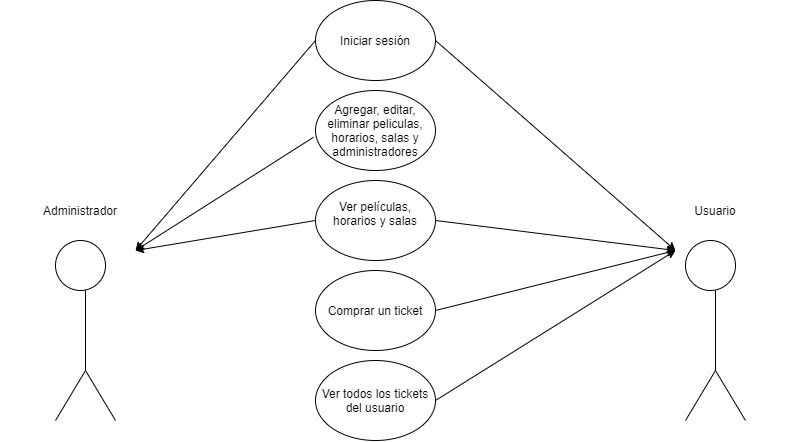 Iniciar sesión
Agregar, editar,
eliminar peliculas,
horarios, salas y
administradores
Ver películas,
horarios y salas
Administrador
Usuario
Comprar un ticket
Ver todos los tickets
del usuario